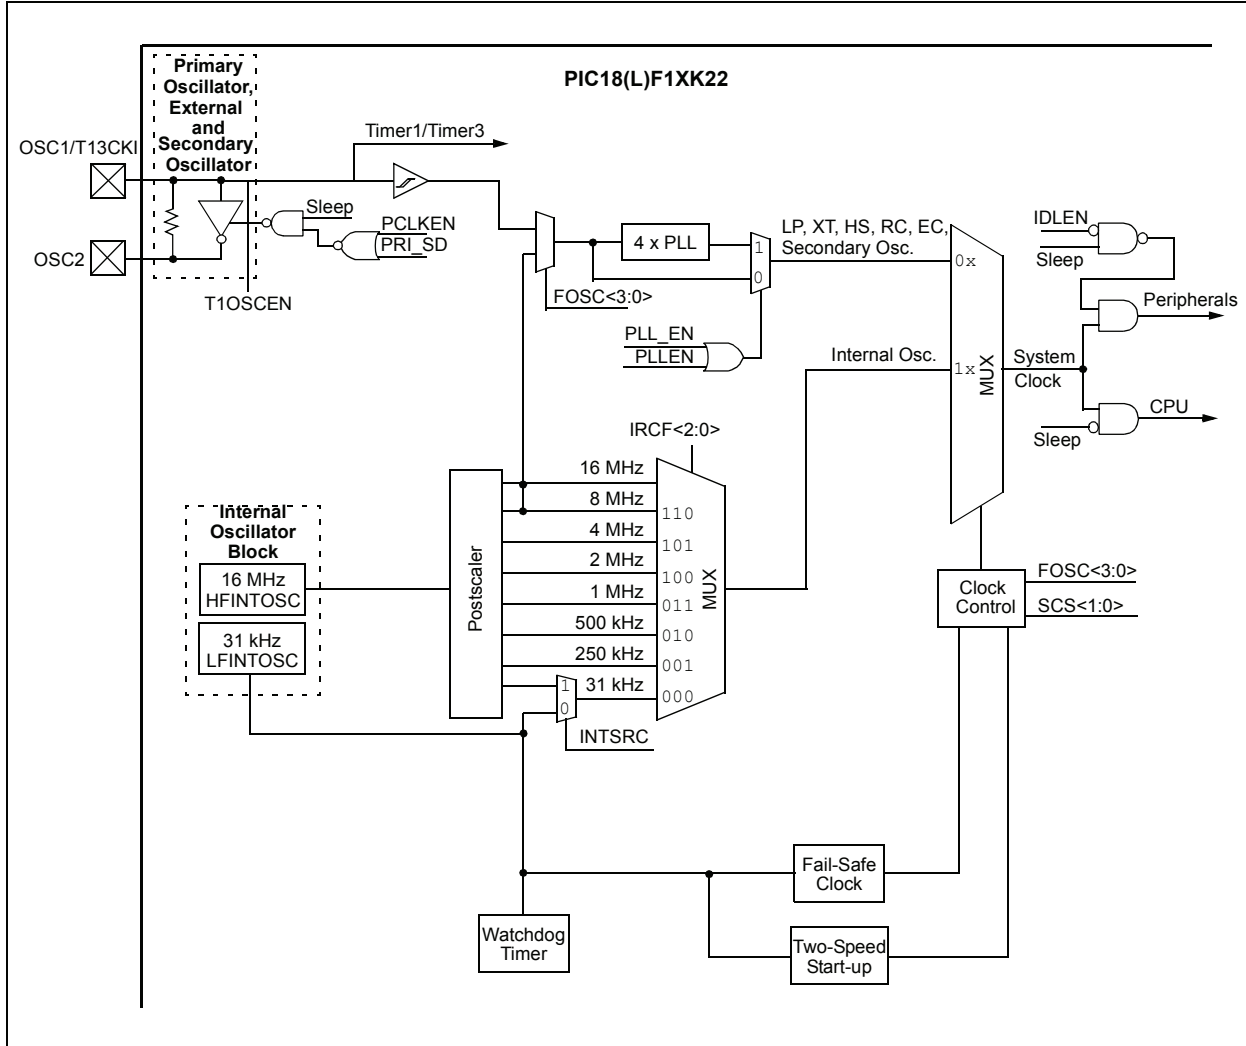 PIC18(L)F1XK22
Primary
Oscillator,
External
and
Secondary
Oscillator
OSC1/T13CKI
OSC2
Timer1/Timer3
Sleep
PCLKEN
PRI_SD
T1OSCEN
4 x PLL
1
0
FOSC<3:0>
PLL_EN
PLLEN
LP, XT, HS, RC, EC,
Secondary Osc.
0x
Internal Osc.
1x
MUX
System
Clock
IDLEN
Sleep
Peripherals
CPU
Sleep
IRCF<2:0>
Internal
Oscillator
Block
16 MHz
HFINTOSC
31 kHz
LFINTOSC
Postscaler
16 MHz
8 MHz
110
4 MHz
101
2 MHz
100
1 MHz
011
500 kHz
010
250 kHz
001
31 kHz
000
1
0
MUX
INTSRC
Clock
Control
FOSC<3:0>
SCS<1:0>
Fail-Safe
Clock
Watchdog
Timer
Two-Speed
Start-up